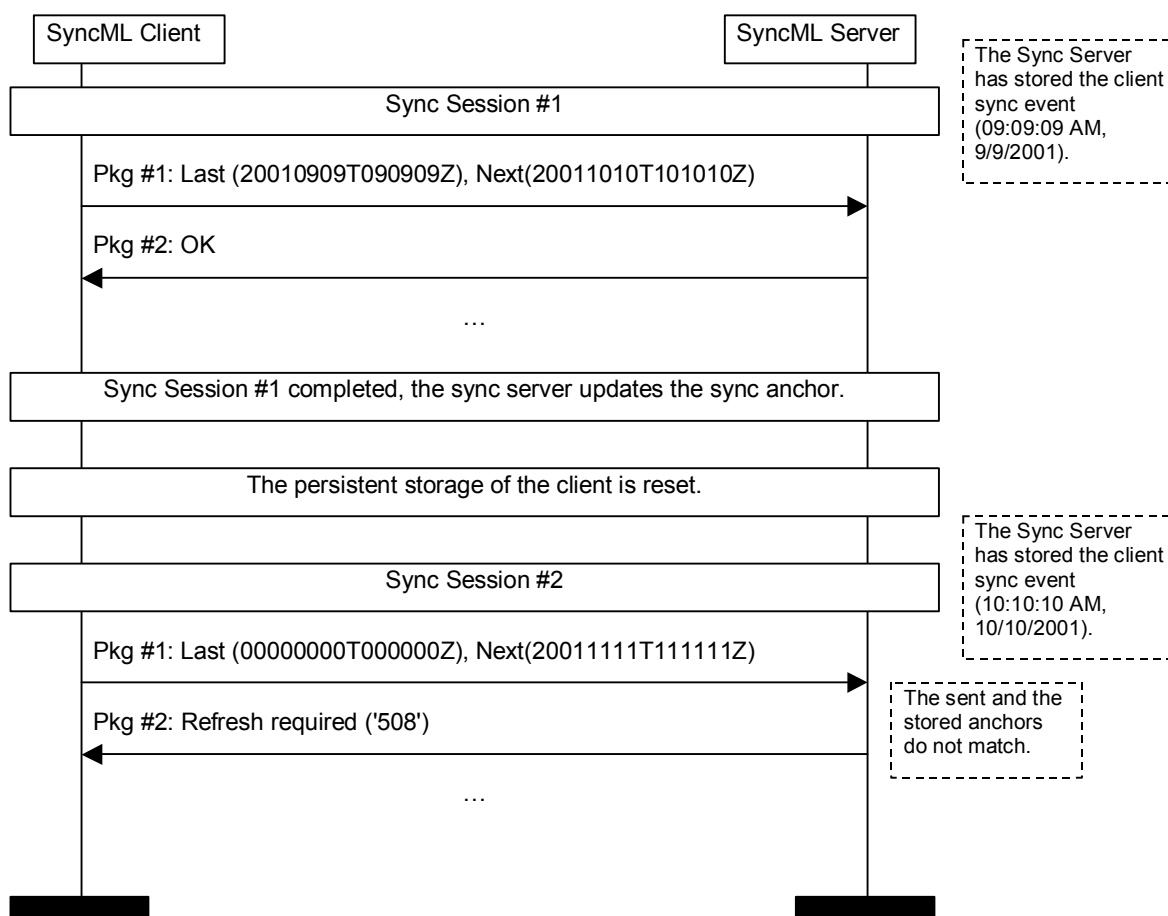 SyncML Client
SyncML Server
The Sync Server
has stored the client
sync event
(09:09:09 AM,
9/9/2001).
Sync Session #1
Pkg #1: Last (20010909T090909Z), Next(20011010T101010Z)
Pkg #2: OK
…
Sync Session #1 completed, the sync server updates the sync anchor.
The persistent storage of the client is reset.
The Sync Server
has stored the client
sync event
(10:10:10 AM,
10/10/2001).
Sync Session #2
Pkg #1: Last (00000000T000000Z), Next(20011111T111111Z)
The sent and the
stored anchors
do not match.
Pkg #2: Refresh required ('508')
…